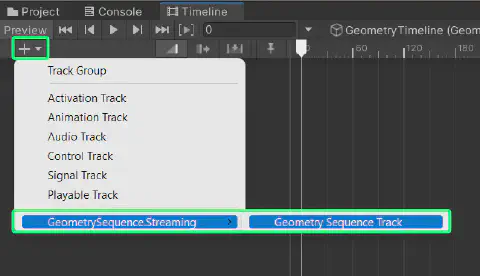 Project Console Timeline
Preview 0 GeometryTimeline (Geom
60 120 180
Track Group
Activation Track
Animation Track
Audio Track
Control Track
Signal Track
Playable Track
GeometrySequence.Streaming Geometry Sequence Track